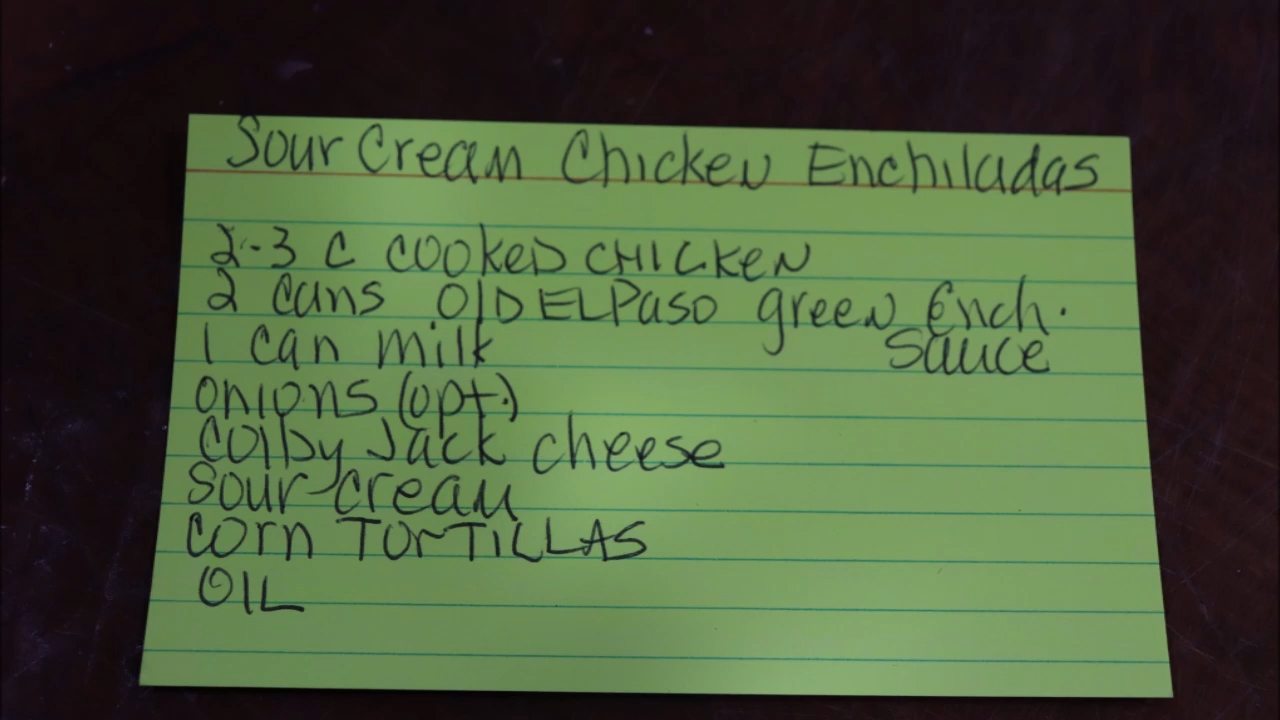 Sour Cream Chicken Enchiladas
2-3 C COOKED CHICKEN
2 cans Old EL Paso green Ench.
sauce
1 can milk
onions (opt.)
Colby Jack cheese
Sour cream
corn TORTILLAS
OIL